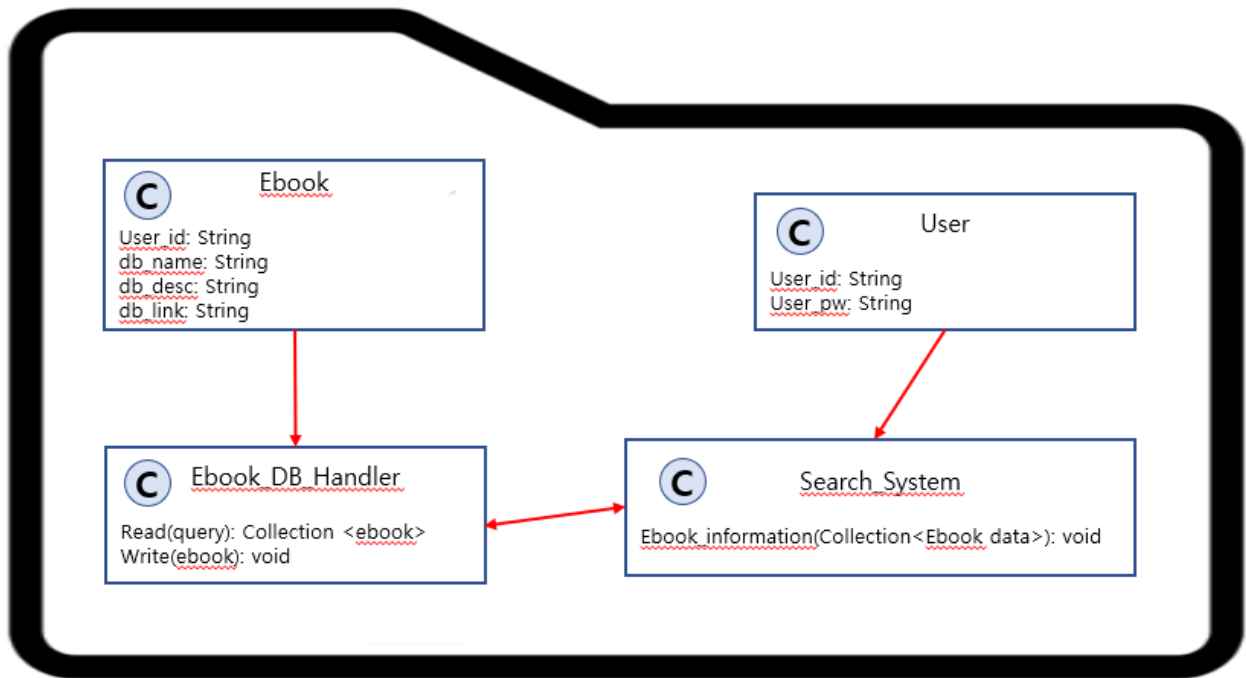 C
Ebook
User_id: String
db_name: String
db_desc: String
db_link: String
C
User
User_id: String
User_pw: String
C
Ebook_DB_Handler
Read(query): Collection <ebook>
Write(ebook): void
C
Search_System
Ebook_information(Collection<Ebook data>): void